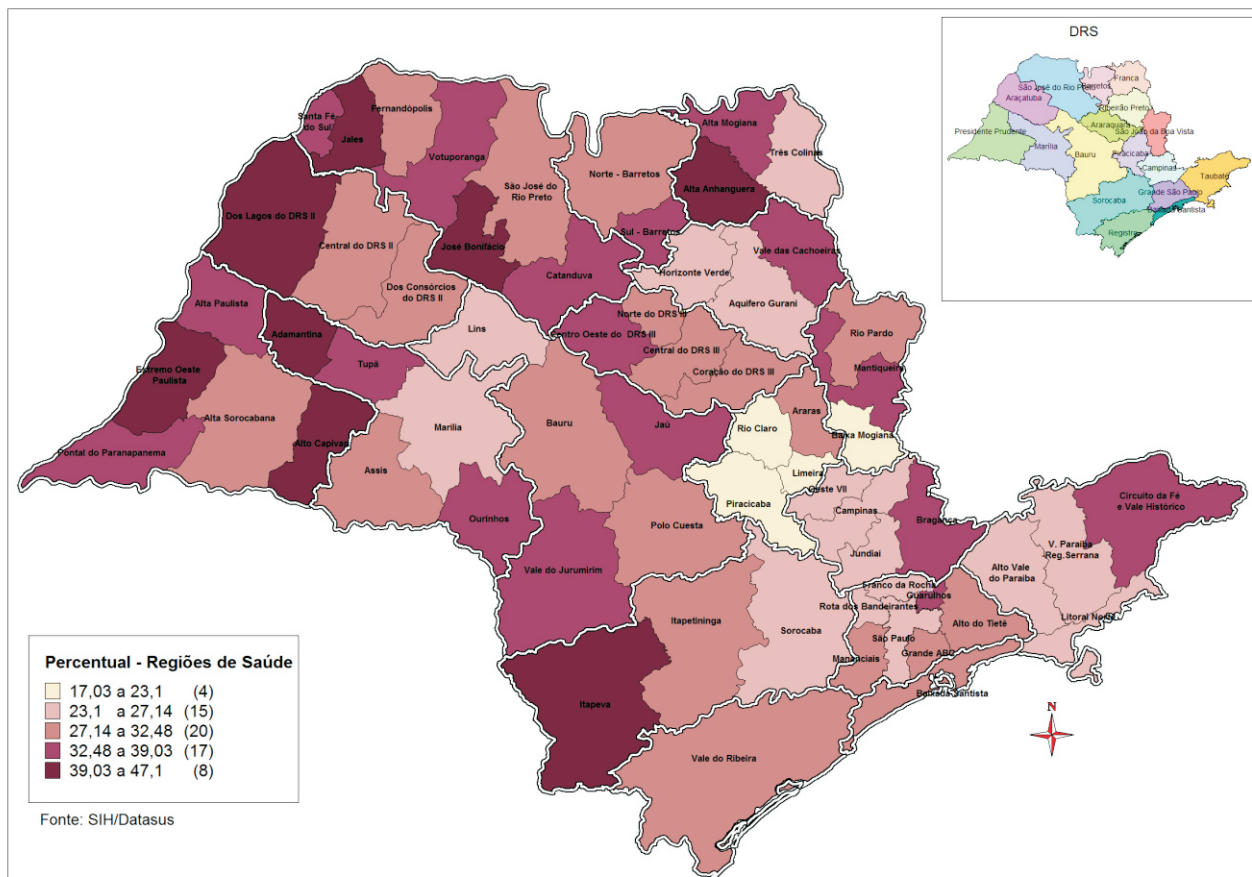 DRS
São José do Rio Preto
Barretos
Franca
Araçatuba
Ribeirão Preto
Presidente Prudente
Araraquara
São João da Boa Vista
Marília
Bauru
Piracicaba
Campinas
Taubaté
Sorocaba
Grande São Paulo
Baixada Santista
Registro
Santa Fé
do Sul
Jales
Fernandópolis
Votuporanga
São José do
Rio Preto
Norte - Barretos
Alta Mogiana
Três Colinas
Alta Anhanguera
Dos Lagos do DRS II
Central do DRS II
José Bonifácio
Sul - Barretos
Vale das Cachoeiras
Dos Consórcios
do DRS II
Catanduva
Horizonte Verde
Aquífero Gurani
Alta Paulista
Adamantina
Lins
Norte do DRS III
Centro Oeste do DRS III
Rio Pardo
Tupã
Central do DRS III
Coração do DRS III
Mantiqueira
Estremo Oeste
Paulista
Alta Sorocabana
Alto Capivari
Marília
Bauru
Jaú
Rio Claro
Araras
Baixa Mogiana
Pontal do Paranapanema
Assis
Limeira
Oeste VII
Piracicaba
Campinas
Ourinhos
Polo Cuesta
Jundiaí
Bragança
Circuito da Fé
e Vale Histórico
V. Paraíba
-Reg.Serrana
Alto Vale
do Paraíba
Vale do Jurumirim
Franco da Rocha
Guarulhos
Rota dos Bandeirantes
Litoral Norte
Itapetininga
Sorocaba
São Paulo
Alto do Tietê
Mananciais
Grande ABC
Baixada Santista
Itapeva
Vale do Ribeira
N
Percentual - Regiões de Saúde
17,03 a 23,1 (4)
23,1 a 27,14 (15)
27,14 a 32,48 (20)
32,48 a 39,03 (17)
39,03 a 47,1 (8)
Fonte: SIH/Datasus